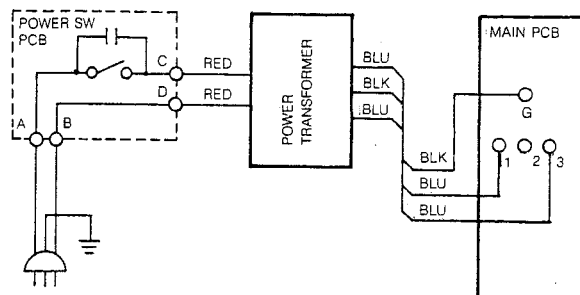 POWER SW
PCB
C
RED
D
RED
A
B
POWER
TRANSFORMER
BLU
BLK
BLU
BLK
BLU
BLU
MAIN PCB
G
1
2
3